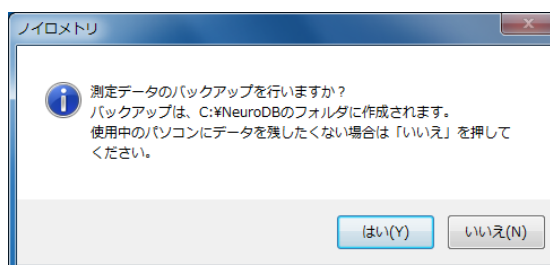 ノイロメトリ
測定データのバックアップを行いますか?
バックアップは、C:¥NeuroDBのフォルダに作成されます。
使用中のパソコンにデータを残したくない場合は「いいえ」を押して
ください。
はい(Y)
いいえ(N)